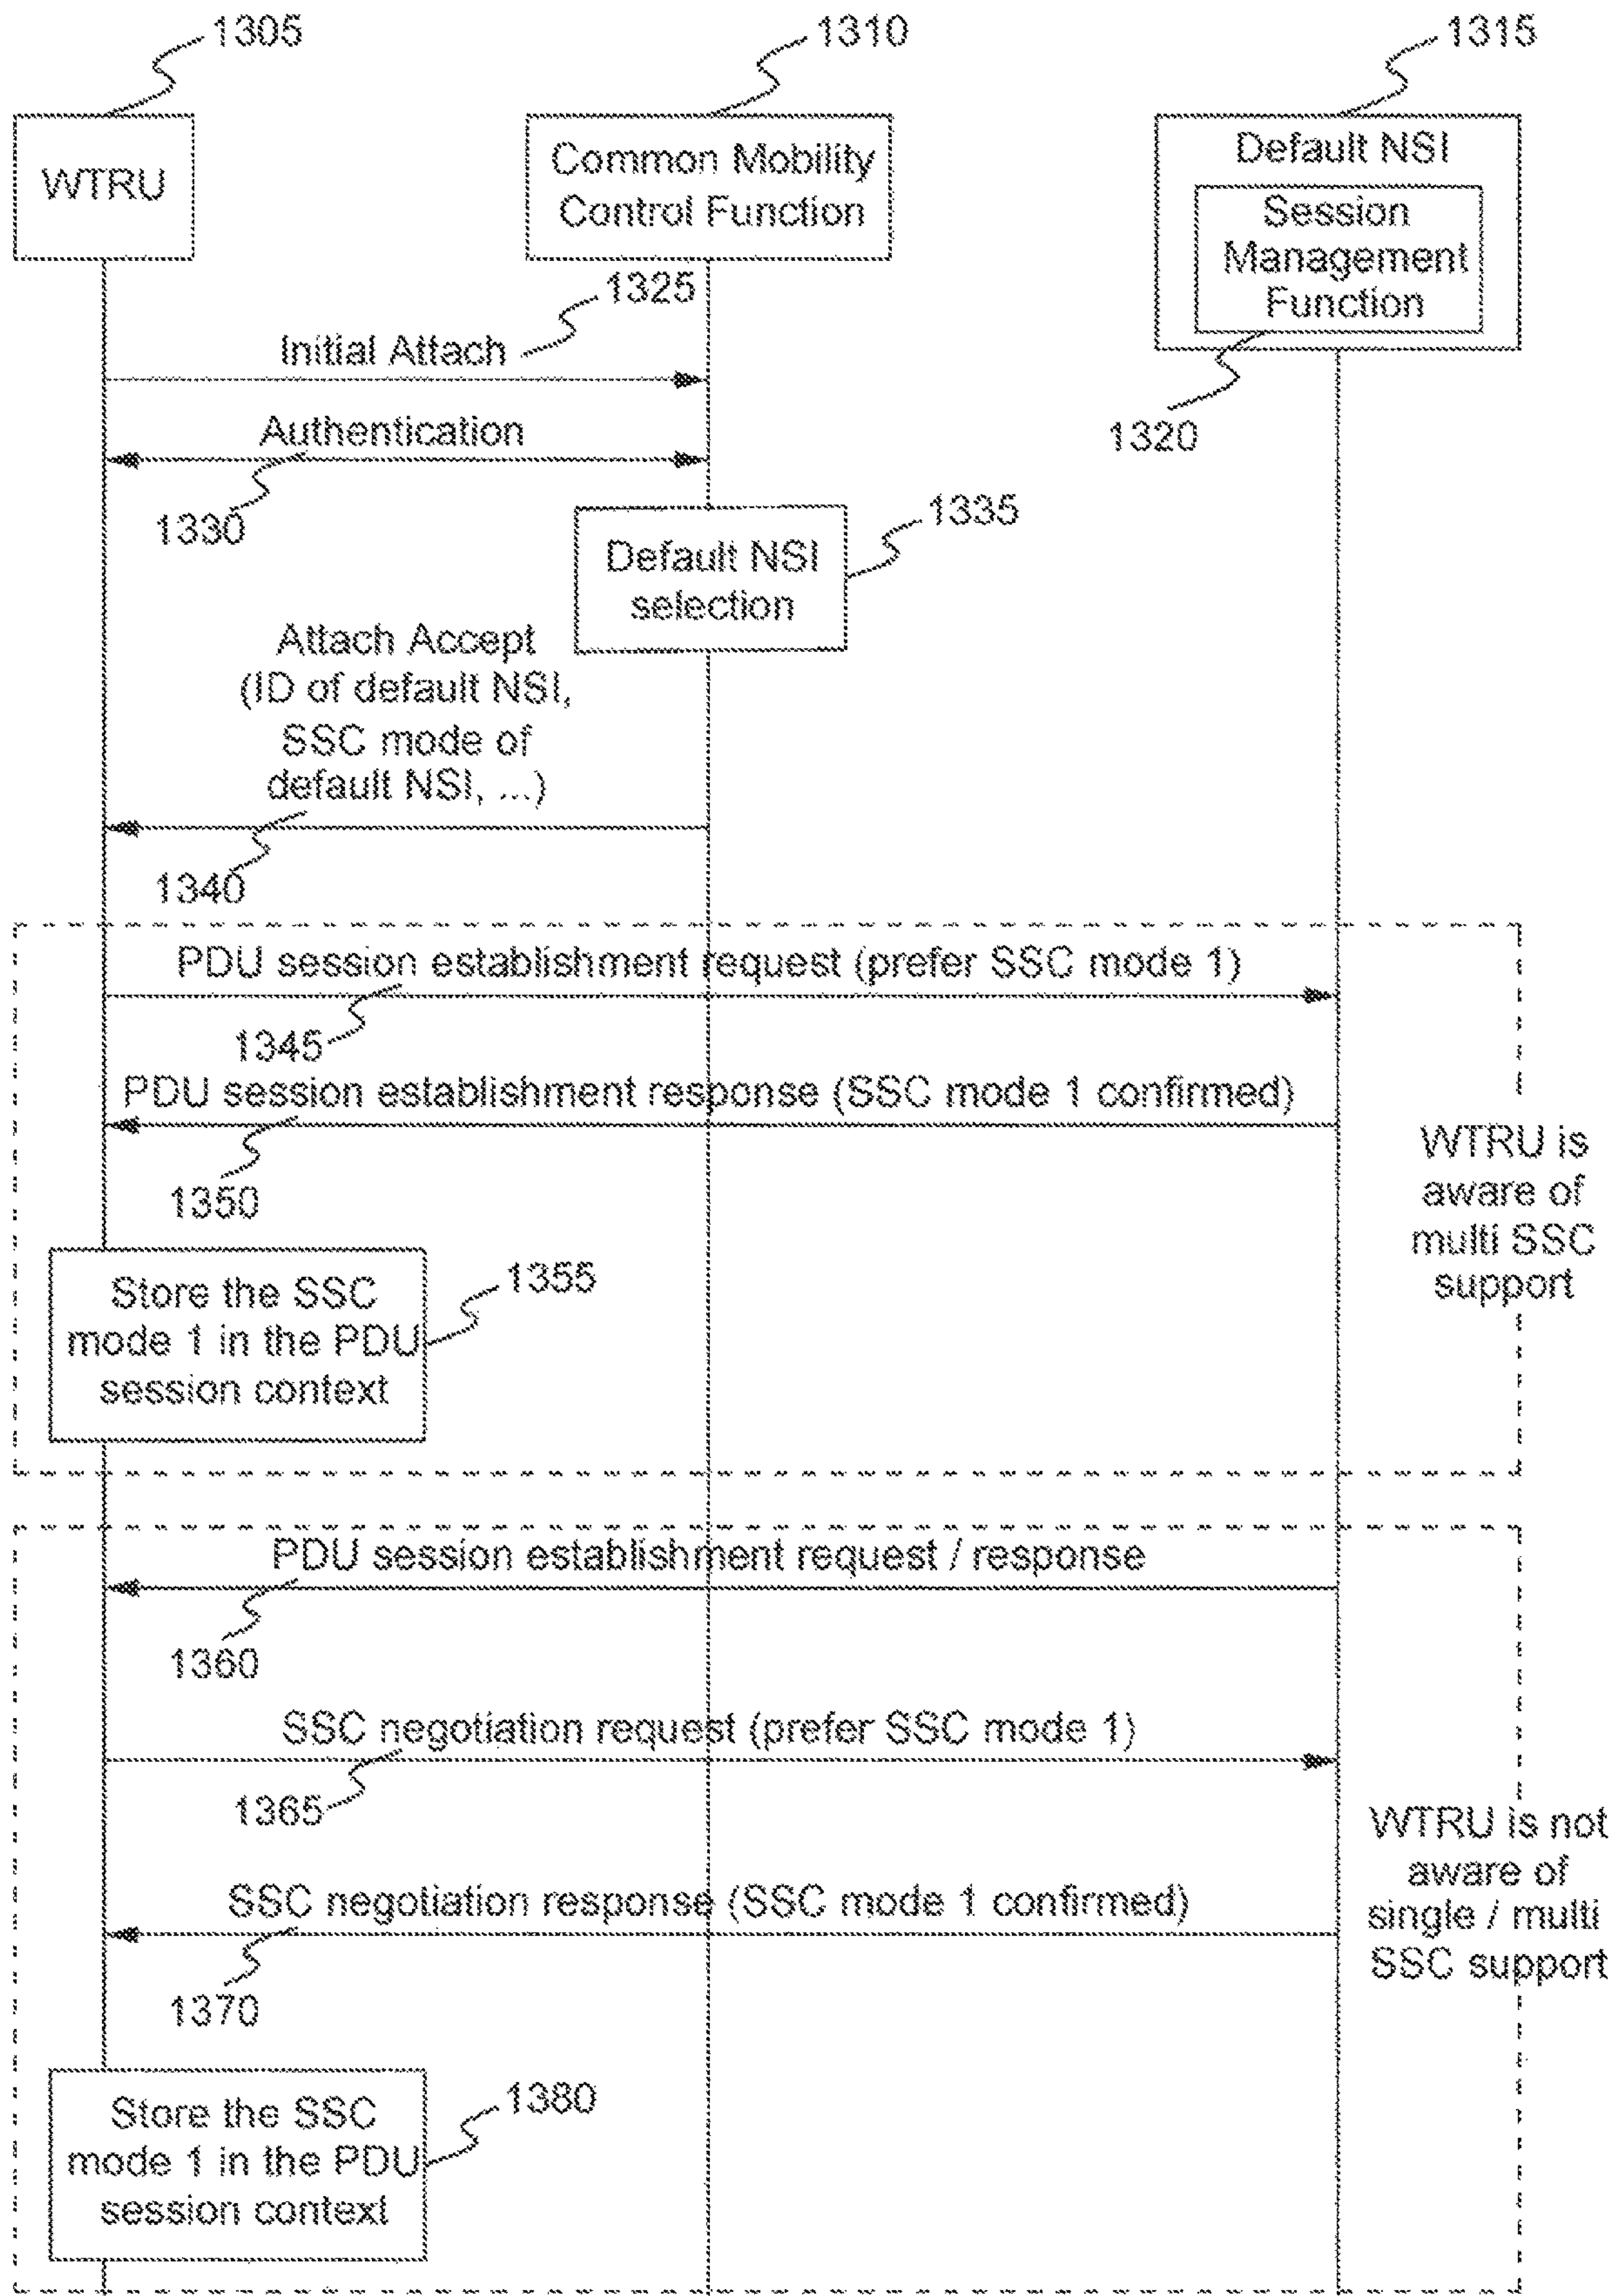 1305
1310
1315
WTRU
Common Mobility
Control Function
Default NSI
Session
Management
Function
1320
1325
Initial Attach
Authentication
1330
1335
Default NSI
selection
Attach Accept
(ID of default NSI,
SSC mode of
default NSI, ...)
1340
PDU session establishment request (prefer SSC mode 1)
1345
PDU session establishment response (SSC mode 1 confirmed)
1350
WTRU is
aware of
multi SSC
support
Store the SSC
mode 1 in the PDU
session context
1355
PDU session establishment request / response
1360
SSC negotiation request (prefer SSC mode 1)
1365
SSC negotiation response (SSC mode 1 confirmed)
1370
WTRU is not
aware of
single / multi
SSC support
Store the SSC
mode 1 in the PDU
session context
1380